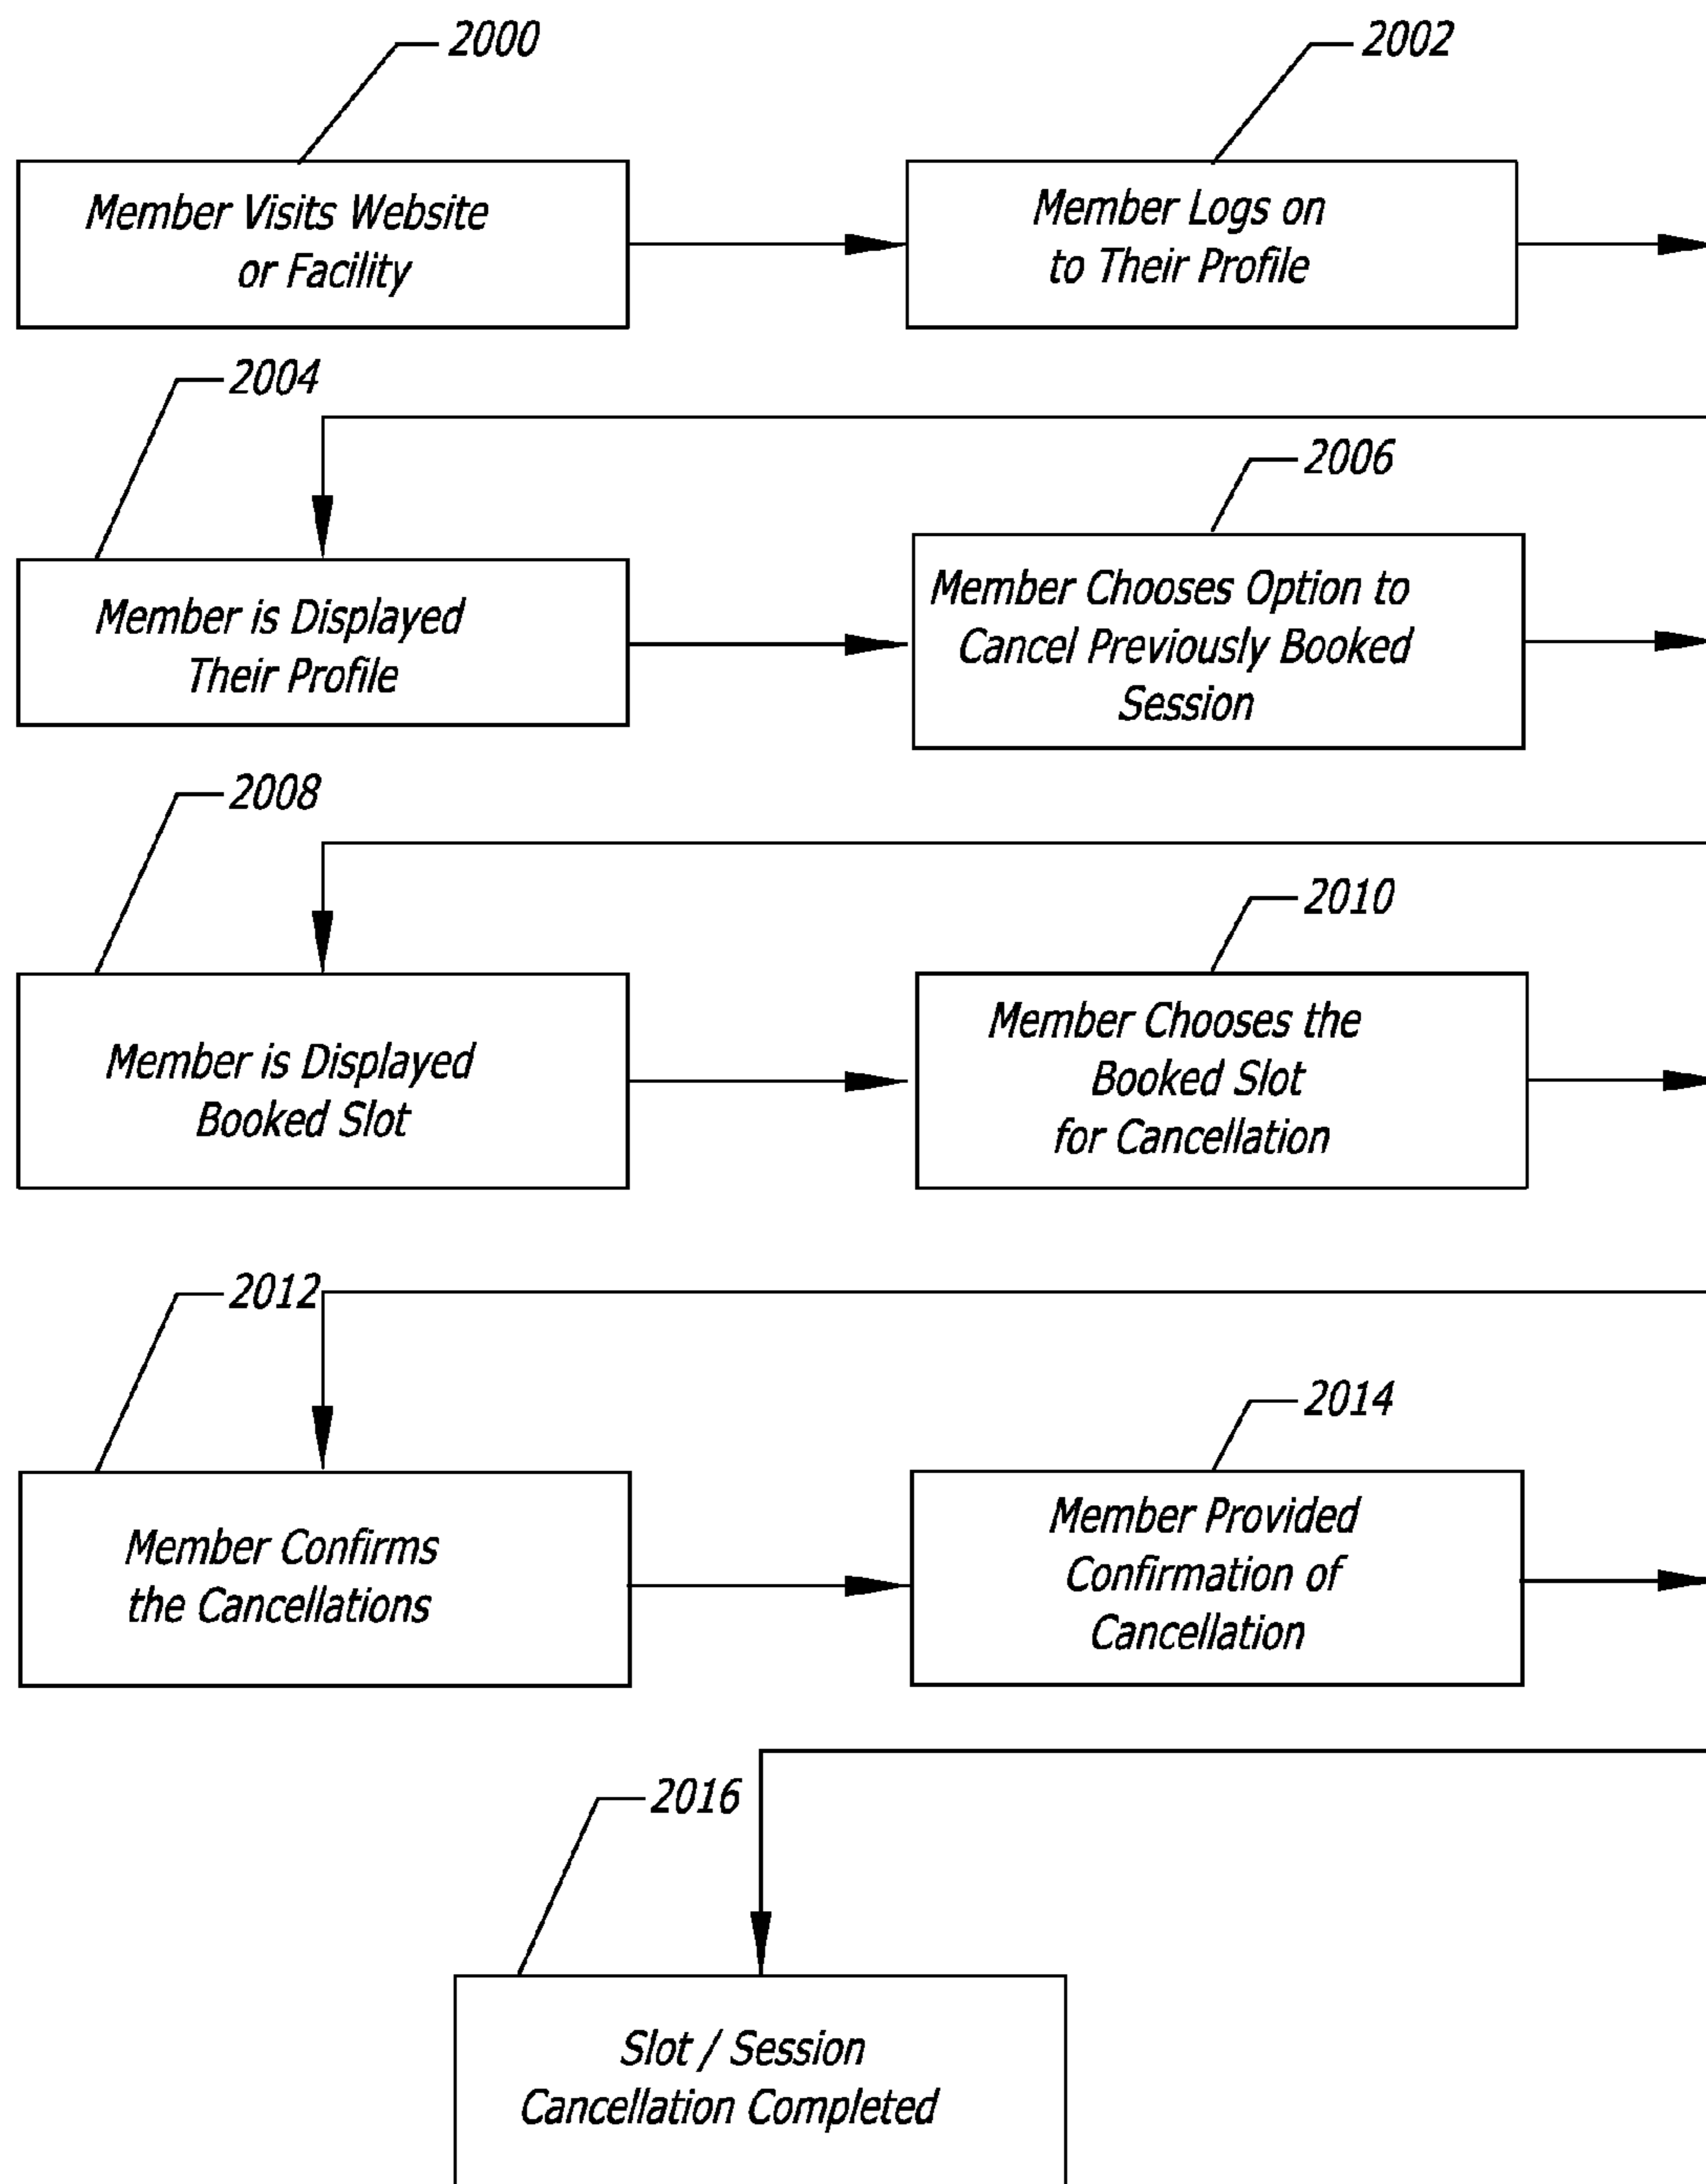 2000
2002
Member Visits Website
or Facility
Member Logs on
to Their Profile
2004
2006
Member is Displayed
Their Profile
Member Chooses Option to
Cancel Previously Booked
Session
2008
2010
Member is Displayed
Booked Slot
Member Chooses the
Booked Slot
for Cancellation
2012
2014
Member Confirms
the Cancellations
Member Provided
Confirmation of
Cancellation
2016
Slot / Session
Cancellation Completed